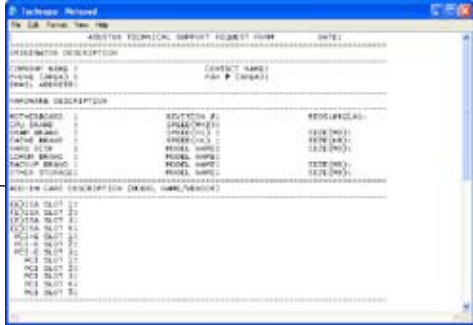 Technopo - Notepad
File Edit Format View Help
ASUSTEK TECHNICAL SUPPORT REQUEST FORM DATE:
ORIGINATOR DESCRIPTION
COMPANY NAME : CONTACT NAME:
PHONE (AREA) : FAX # (AREA):
EMAIL ADDRESS:
HARDWARE DESCRIPTION
MOTHERBOARD : REVISION #: BIOS:
CPU BRAND : SPEED(MHz):
DRAM BRAND : SPEED(ns) : SIZE(MB):
CACHE BRAND : SPEED(ns) : SIZE(KB):
HARD DISK : MODEL NAME: SIZE(MB):
CDROM BRAND : MODEL NAME:
BACKUP BRAND : MODEL NAME: SIZE(MB):
OTHER STORAGE: MODEL NAME: SIZE(MB):
ADD-ON CARD DESCRIPTION (MODEL NAME/VENDOR)
(E)ISA SLOT 1:
(E)ISA SLOT 2:
(E)ISA SLOT 3:
(E)ISA SLOT 4:
PCI-E SLOT 1:
PCI-E SLOT 2:
PCI-E SLOT 3:
PCI SLOT 1:
PCI SLOT 2:
PCI SLOT 3:
PCI SLOT 4:
PCI SLOT 5: